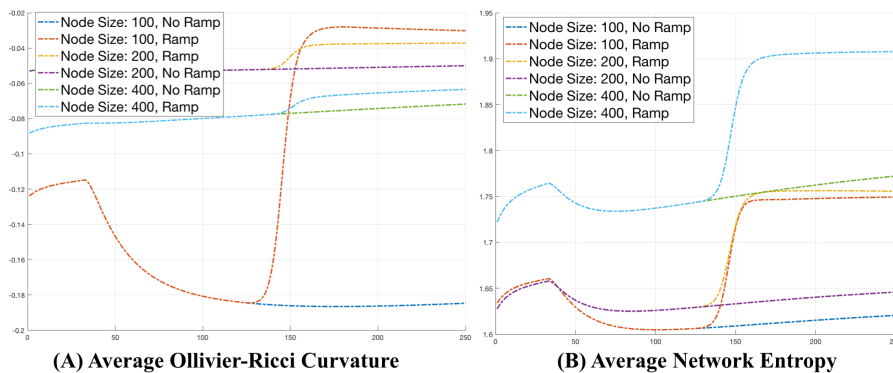 -0.02
-0.04
-0.06
-0.08
-0.1
-0.12
-0.14
-0.16
-0.18
-0.2
0 50 100 150 200 250
Node Size: 100, No Ramp
Node Size: 100, Ramp
Node Size: 200, Ramp
Node Size: 200, No Ramp
Node Size: 400, No Ramp
Node Size: 400, Ramp
(A) Average Ollivier-Ricci Curvature
1.95
1.9
1.85
1.8
1.75
1.7
1.65
1.6
0 50 100 150 200
Node Size: 100, No Ramp
Node Size: 100, Ramp
Node Size: 200, Ramp
Node Size: 200, No Ramp
Node Size: 400, No Ramp
Node Size: 400, Ramp
(B) Average Network Entropy